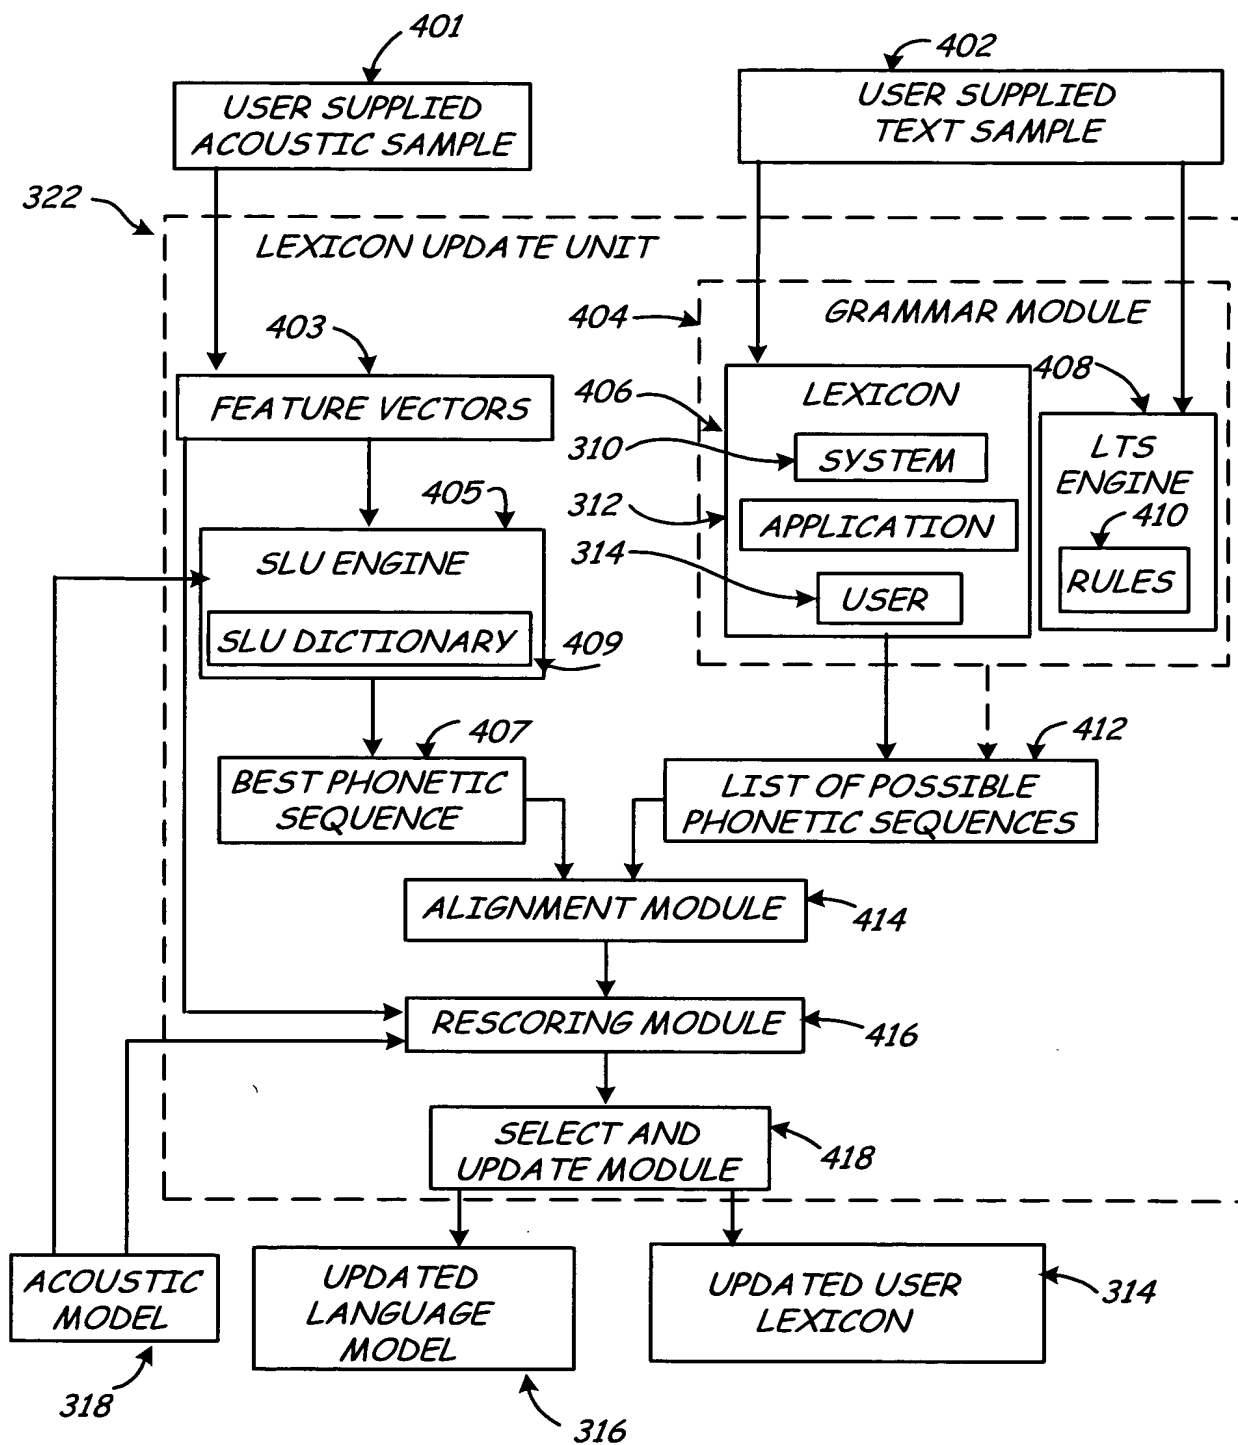 401
402
USER SUPPLIED
ACOUSTIC SAMPLE
USER SUPPLIED
TEXT SAMPLE
322
LEXICON UPDATE UNIT
403
404
GRAMMAR MODULE
FEATURE VECTORS
406
LEXICON
408
310
SYSTEM
LTS
ENGINE
405
312
APPLICATION
410
SLU ENGINE
314
USER
RULES
SLU DICTIONARY
409
407
412
BEST PHONETIC
SEQUENCE
LIST OF POSSIBLE
PHONETIC SEQUENCES
ALIGNMENT MODULE
414
RESCORING MODULE
416
SELECT AND
UPDATE MODULE
418
ACOUSTIC
MODEL
318
UPDATED
LANGUAGE
MODEL
316
UPDATED USER
LEXICON
314